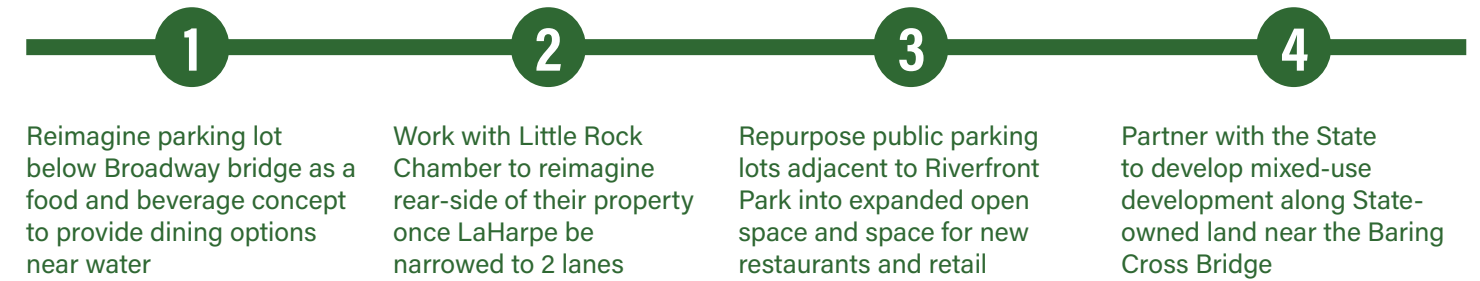 1
Reimagine parking lot
below Broadway bridge as a
food and beverage concept
to provide dining options
near water
2
Work with Little Rock
Chamber to reimagine
rear-side of their property
once LaHarpe be
narrowed to 2 lanes
3
Repurpose public parking
lots adjacent to Riverfront
Park into expanded open
space and space for new
restaurants and retail
4
Partner with the State
to develop mixed-use
development along State-
owned land near the Baring
Cross Bridge